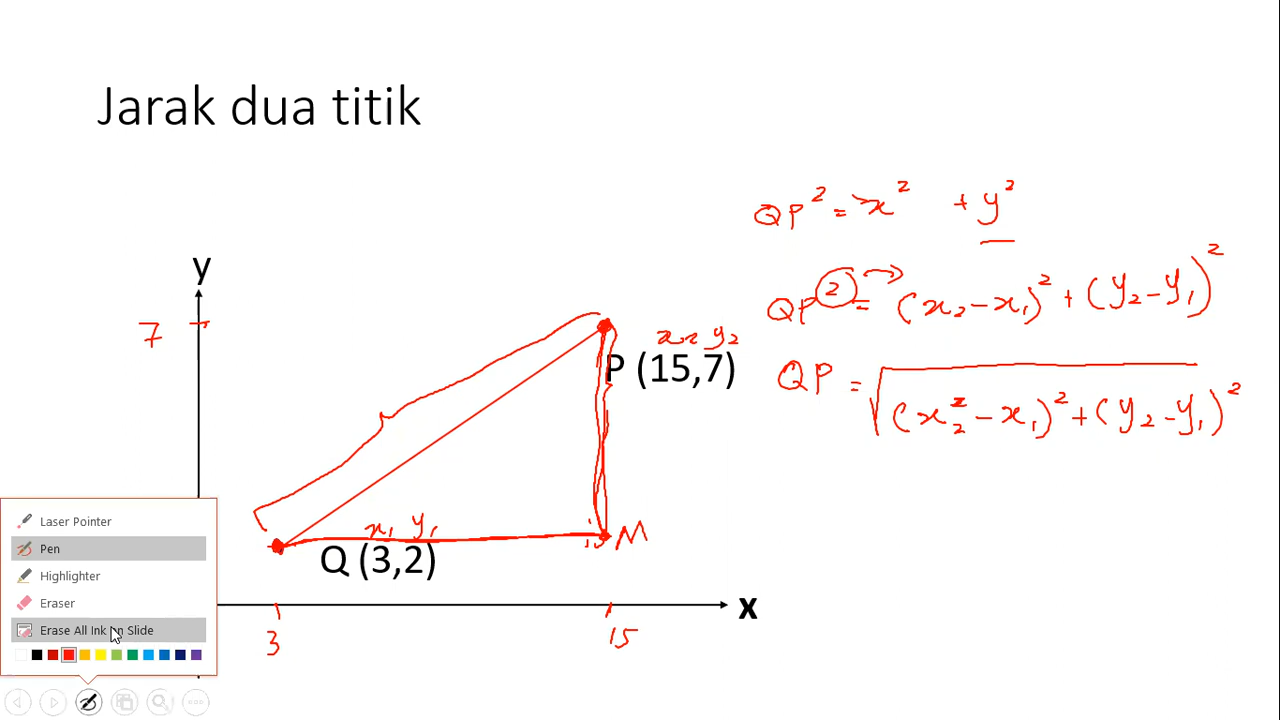 Jarak dua titik
QP² = x² + y²
y
QP² = (x₂-x₁)² + (y₂-y₁)²
7
x₂ y₂
P (15,7)
QP = √(x₂²-x₁)²+(y₂-y₁)²
x₁ y₁
M
Q (3,2)
x
3
15
Laser Pointer
Pen
Highlighter
Eraser
Erase All Ink on Slide